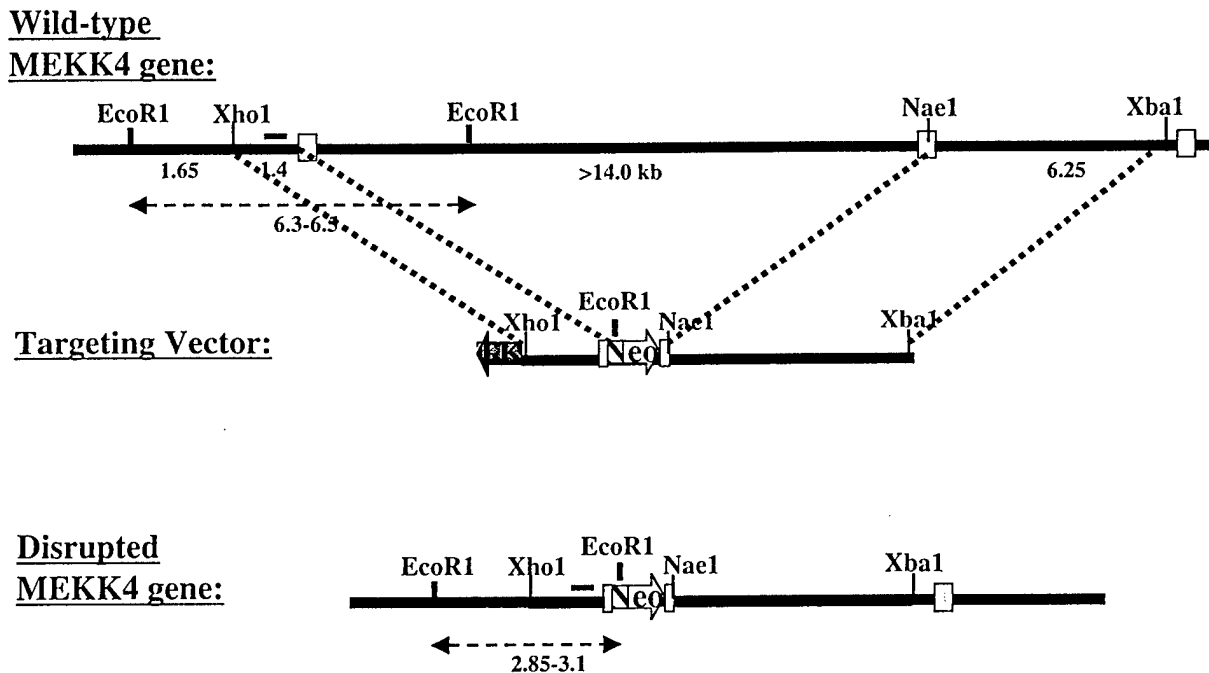 Wild-type
MEKK4 gene:
EcoR1 Xho1 EcoR1 Nae1 Xba1
1.65 1.4 >14.0 kb 6.25
6.3-6.5
EcoR1
Targeting Vector: Xho1 Neo Nae1 Xba1
Disrupted
MEKK4 gene:
EcoR1 Xho1 EcoR1 Nae1 Xba1
Neo
2.85-3.1